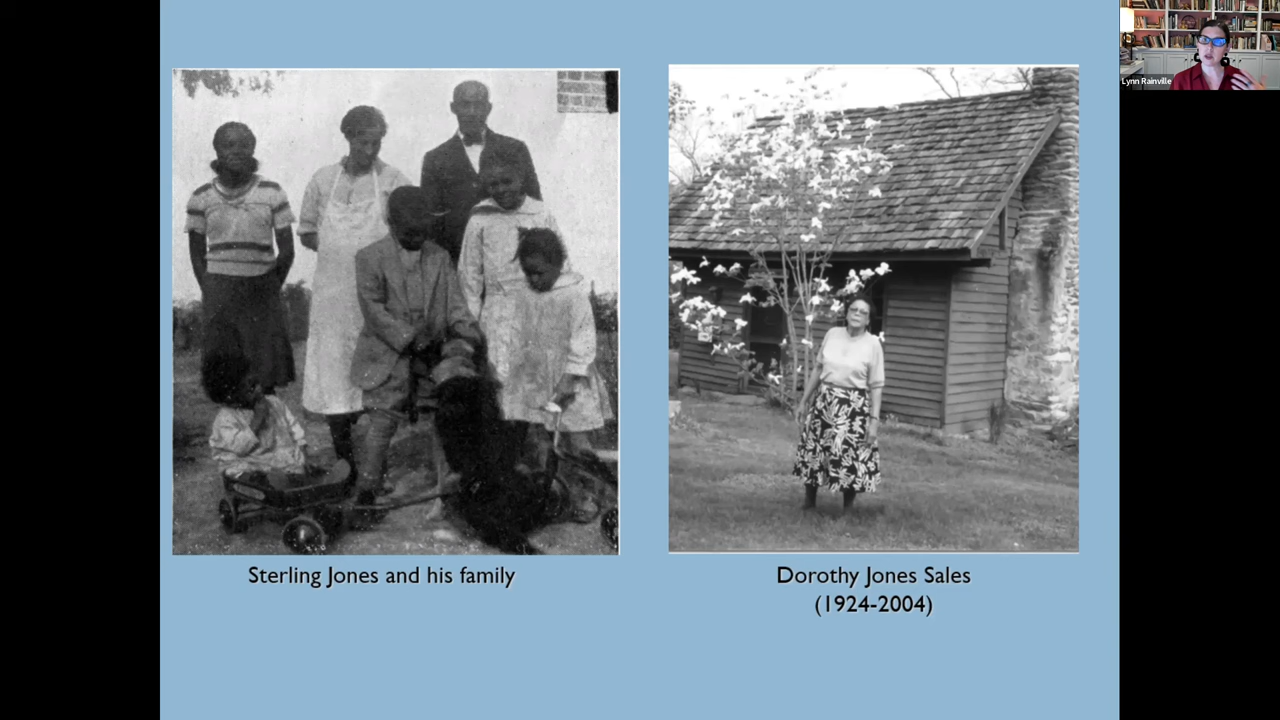 Lynn Rainville
Sterling Jones and his family
Dorothy Jones Sales
(1924-2004)